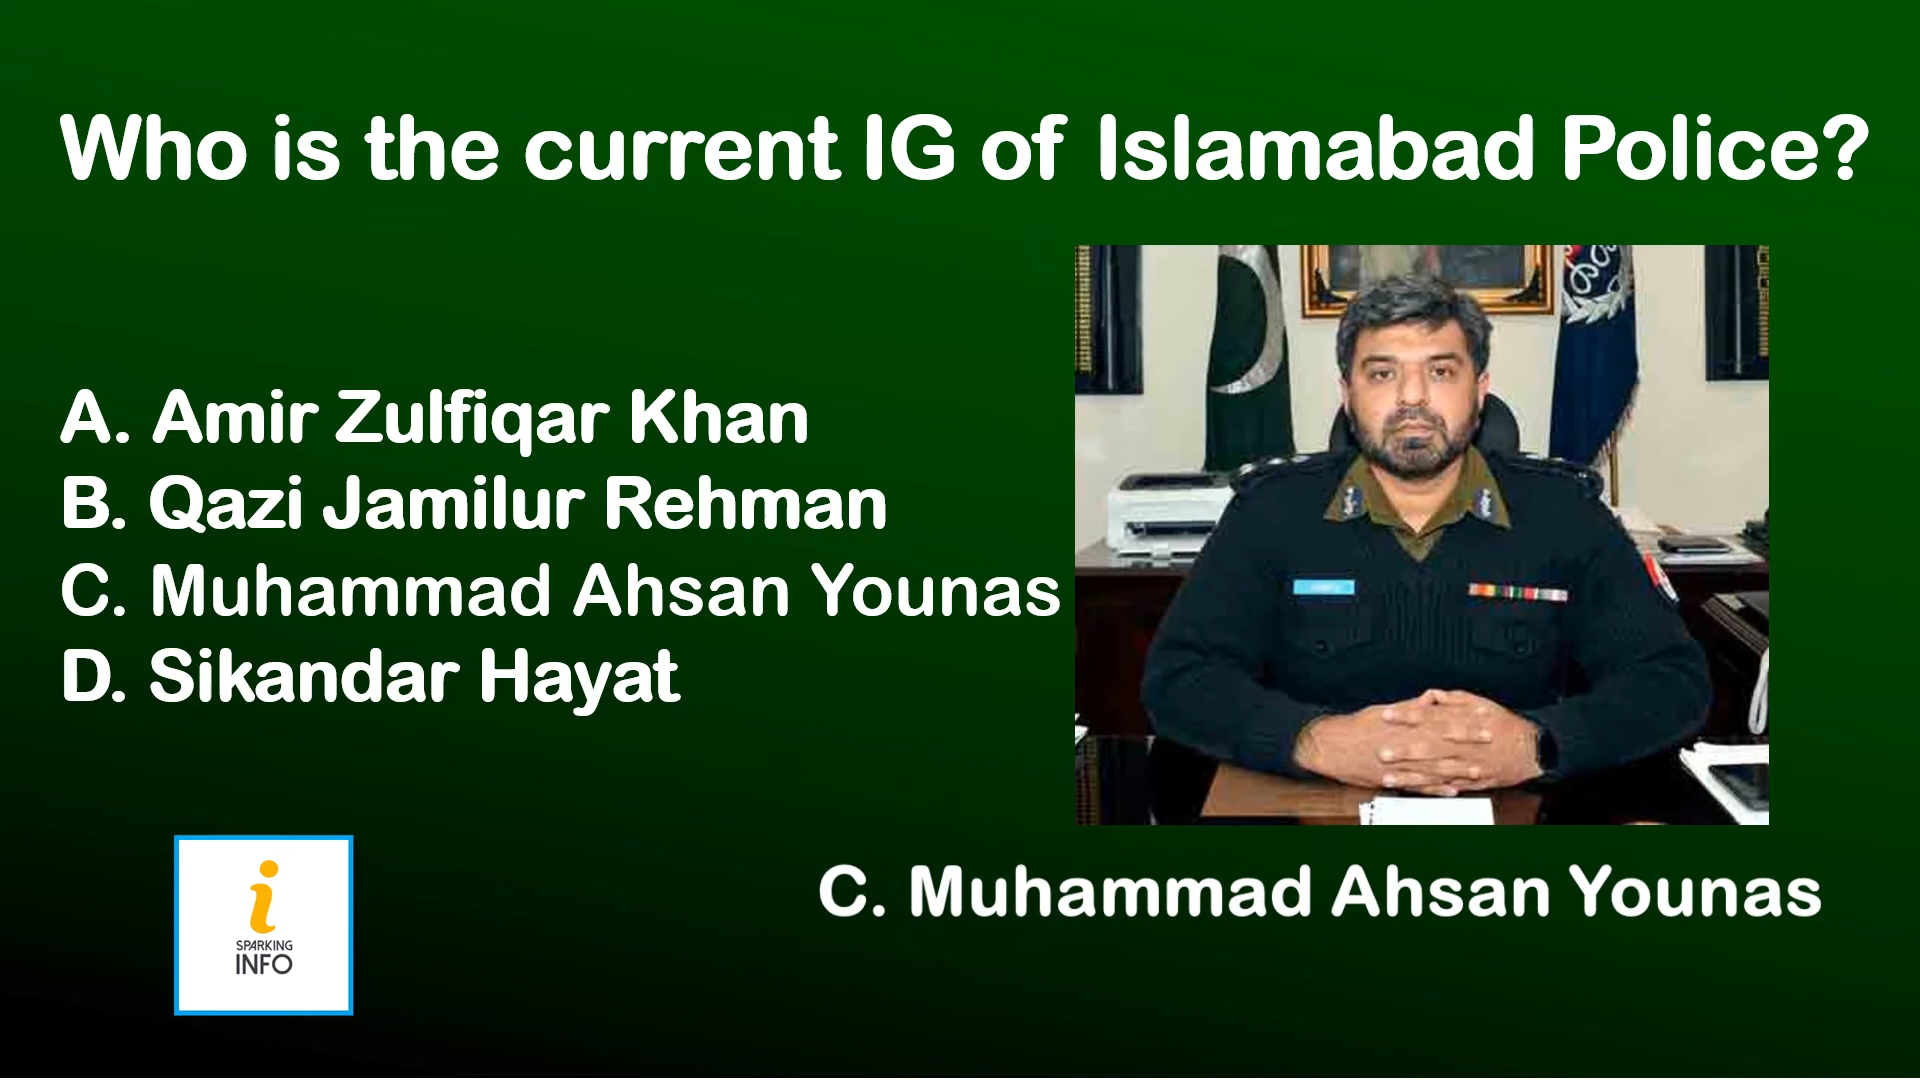 Who is the current IG of Islamabad Police?
A. Amir Zulfiqar Khan
B. Qazi Jamilur Rehman
C. Muhammad Ahsan Younas
D. Sikandar Hayat
C. Muhammad Ahsan Younas
i
SPARKING
INFO